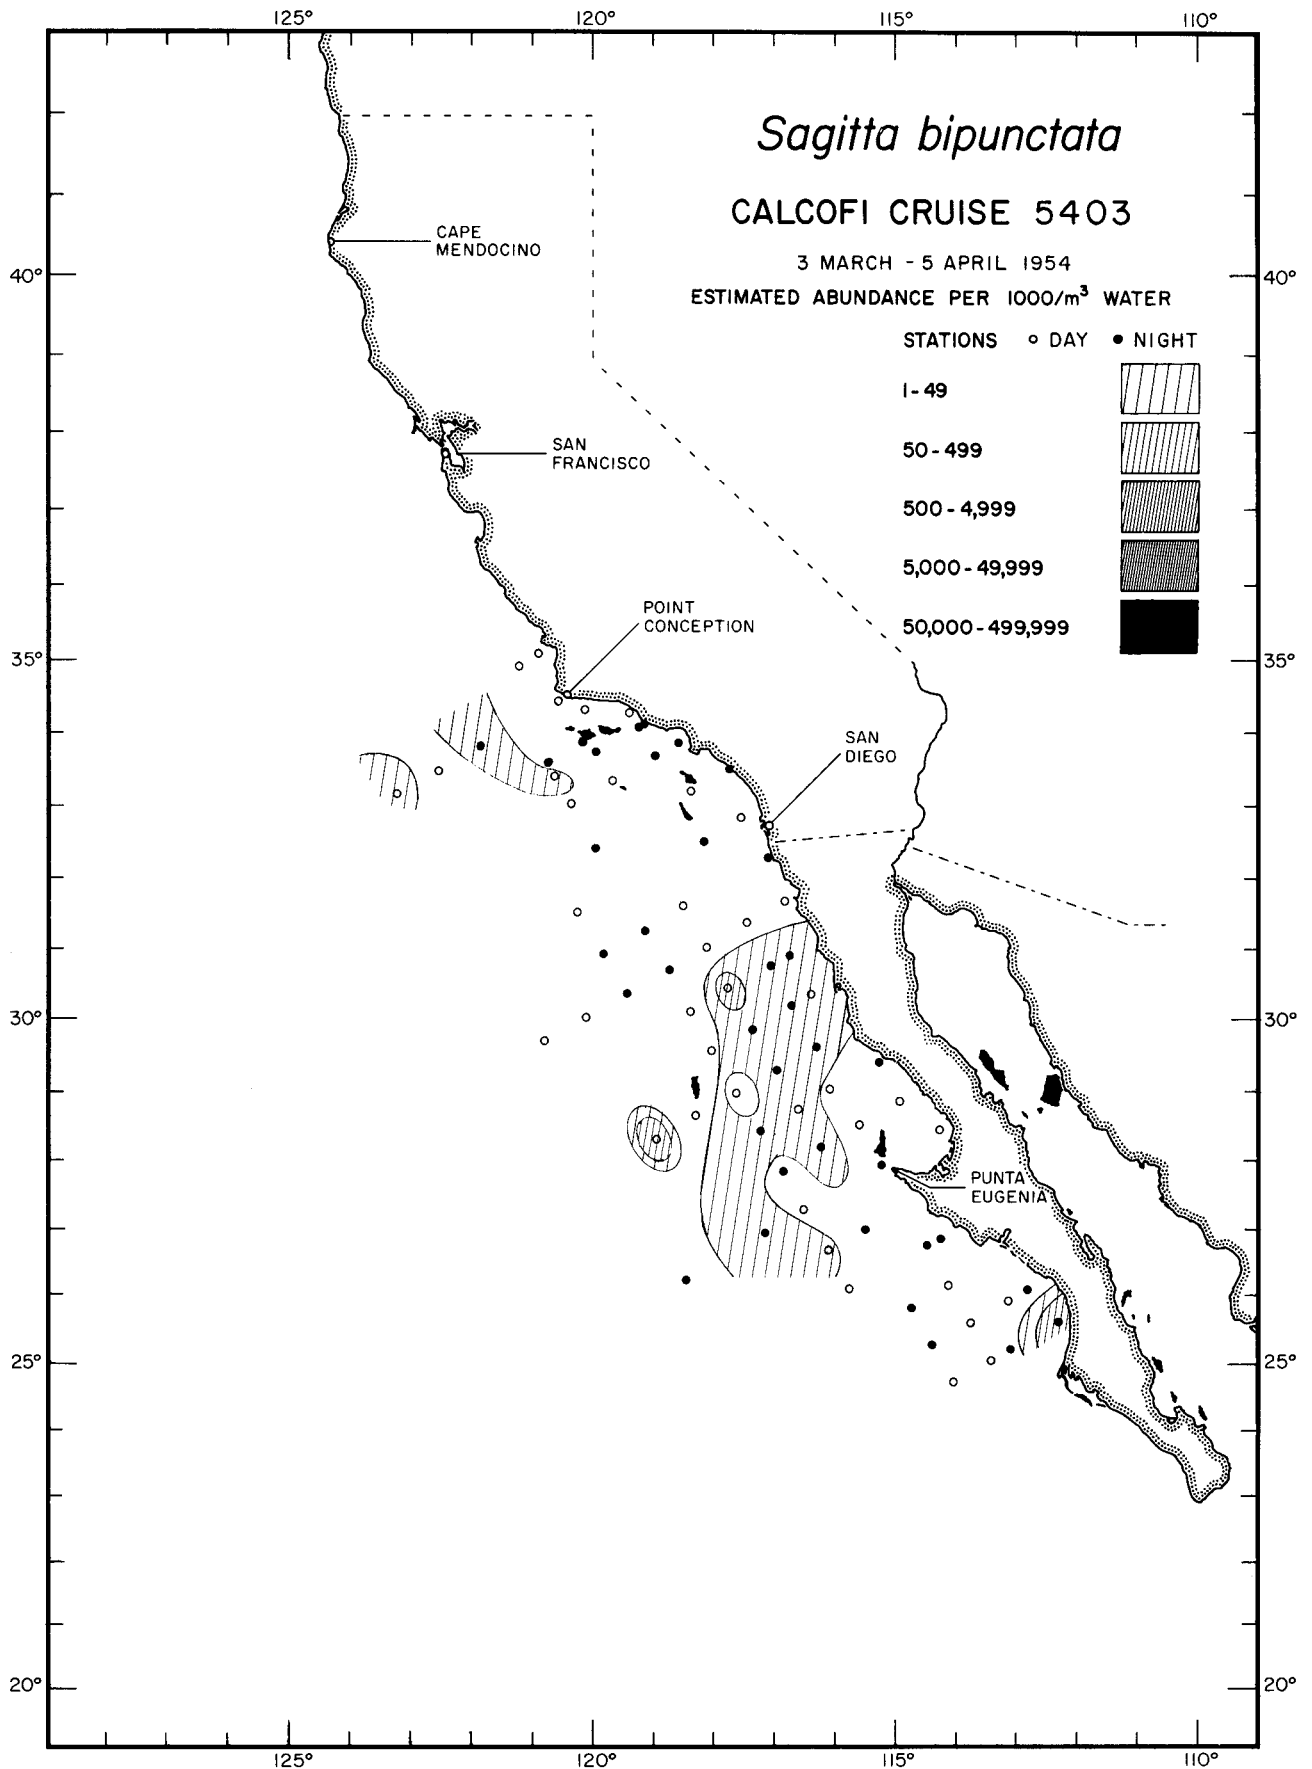 125° 120° 115° 110°
Sagitta bipunctata
CALCOFI CRUISE 5403
3 MARCH - 5 APRIL 1954
ESTIMATED ABUNDANCE PER 1000/m³ WATER
STATIONS ○ DAY ● NIGHT
1-49
50-499
500-4,999
5,000-49,999
50,000-499,999
CAPE
MENDOCINO
40° 40°
SAN
FRANCISCO
POINT
CONCEPTION
35° 35°
SAN
DIEGO
30° 30°
PUNTA
EUGENIA
25° 25°
20° 20°
125° 120° 115° 110°